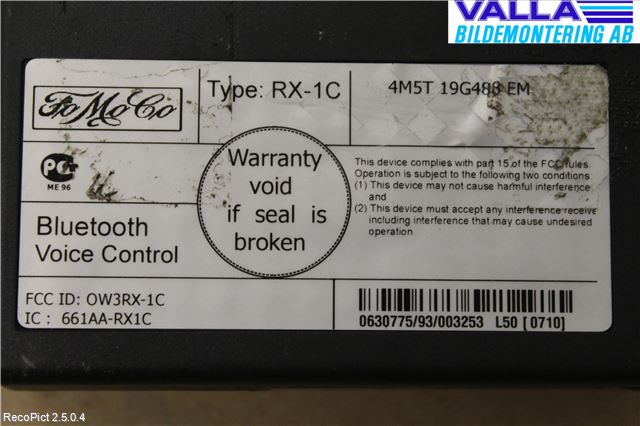 VALLA
BILDEMONTERING AB
FoMoCo
Type: RX-1C
4M5T 19G488 EM
ME 96
Warranty
void
if seal is
broken
This device complies with part 15 of the FCC rules
Operation is subject to the following two conditions
(1) This device may not cause harmful interference
and
(2) This device must accept any interference receive
including interference that may cause undesired
operation.
Bluetooth
Voice Control
FCC ID: OW3RX-1C
IC : 661AA-RX1C
0630775/93/003253 L50 [0710]
RecoPict 2.5.0.4